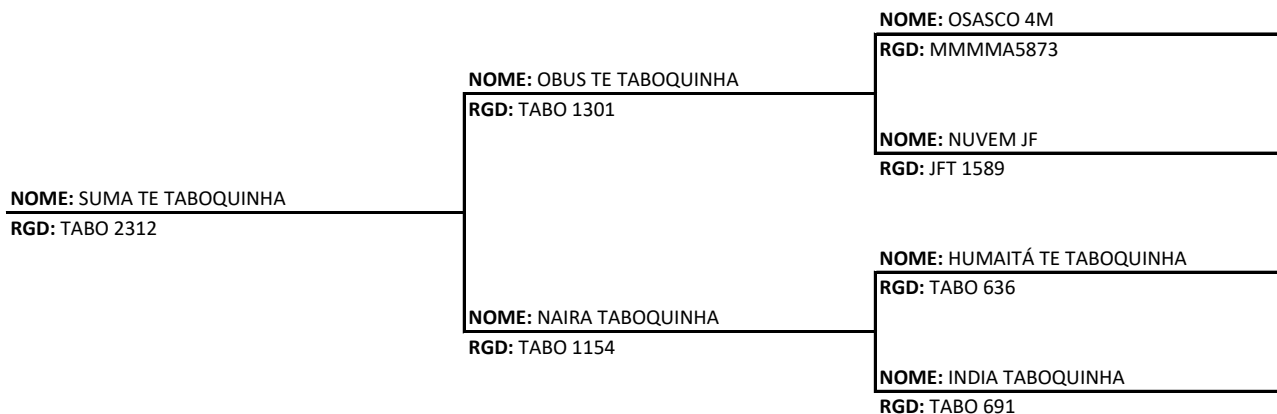 NOME: OSASCO 4M
RGD: MMMMA5873
NOME: OBUS TE TABOQUINHA
RGD: TABO 1301
NOME: NUVEM JF
RGD: JFT 1589
NOME: SUMA TE TABOQUINHA
RGD: TABO 2312
NOME: HUMAITÁ TE TABOQUINHA
RGD: TABO 636
NOME: NAIRA TABOQUINHA
RGD: TABO 1154
NOME: INDIA TABOQUINHA
RGD: TABO 691